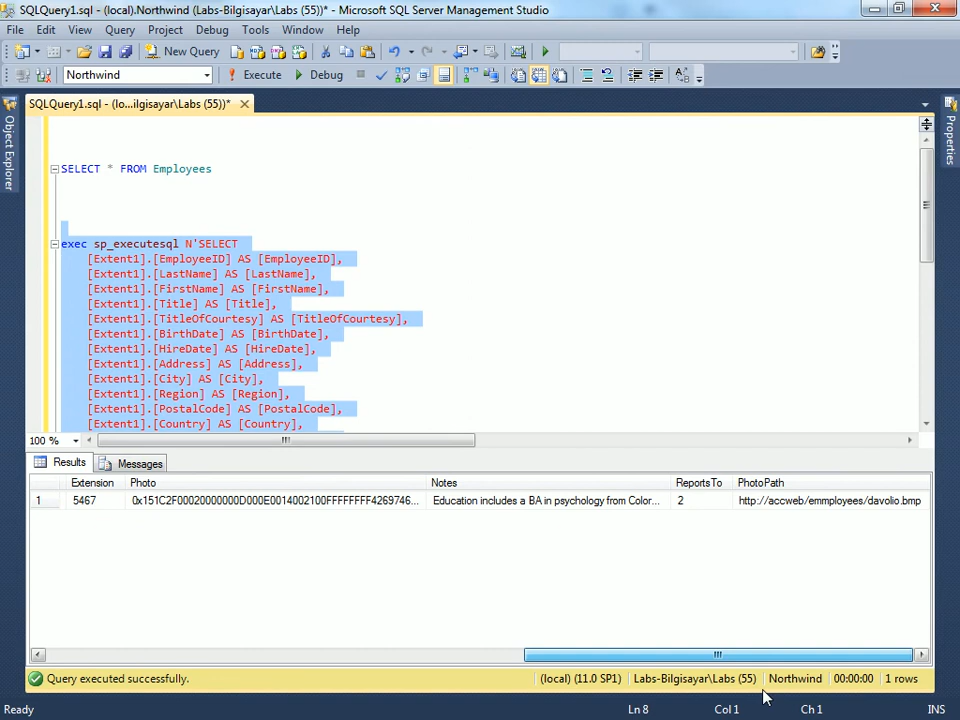 SQLQuery1.sql - (local).Northwind (Labs-Bilgisayar\Labs (55))* - Microsoft SQL Server Management Studio
File Edit View Query Project Debug Tools Window Help
New Query
Northwind Execute Debug
SQLQuery1.sql - (lo...ilgisayar\Labs (55))*
Object Explorer
Properties
SELECT * FROM Employees
exec sp_executesql N'SELECT
[Extent1].[EmployeeID] AS [EmployeeID],
[Extent1].[LastName] AS [LastName],
[Extent1].[FirstName] AS [FirstName],
[Extent1].[Title] AS [Title],
[Extent1].[TitleOfCourtesy] AS [TitleOfCourtesy],
[Extent1].[BirthDate] AS [BirthDate],
[Extent1].[HireDate] AS [HireDate],
[Extent1].[Address] AS [Address],
[Extent1].[City] AS [City],
[Extent1].[Region] AS [Region],
[Extent1].[PostalCode] AS [PostalCode],
[Extent1].[Country] AS [Country],
100 %
Results Messages
Extension Photo Notes ReportsTo PhotoPath
1 5467 0x151C2F00020000000D000E0014002100FFFFFFFF4269746... Education includes a BA in psychology from Color... 2 http://accweb/emmployees/davolio.bmp
Query executed successfully. (local) (11.0 SP1) Labs-Bilgisayar\Labs (55) Northwind 00:00:00 1 rows
Ready Ln 8 Col 1 Ch 1 INS